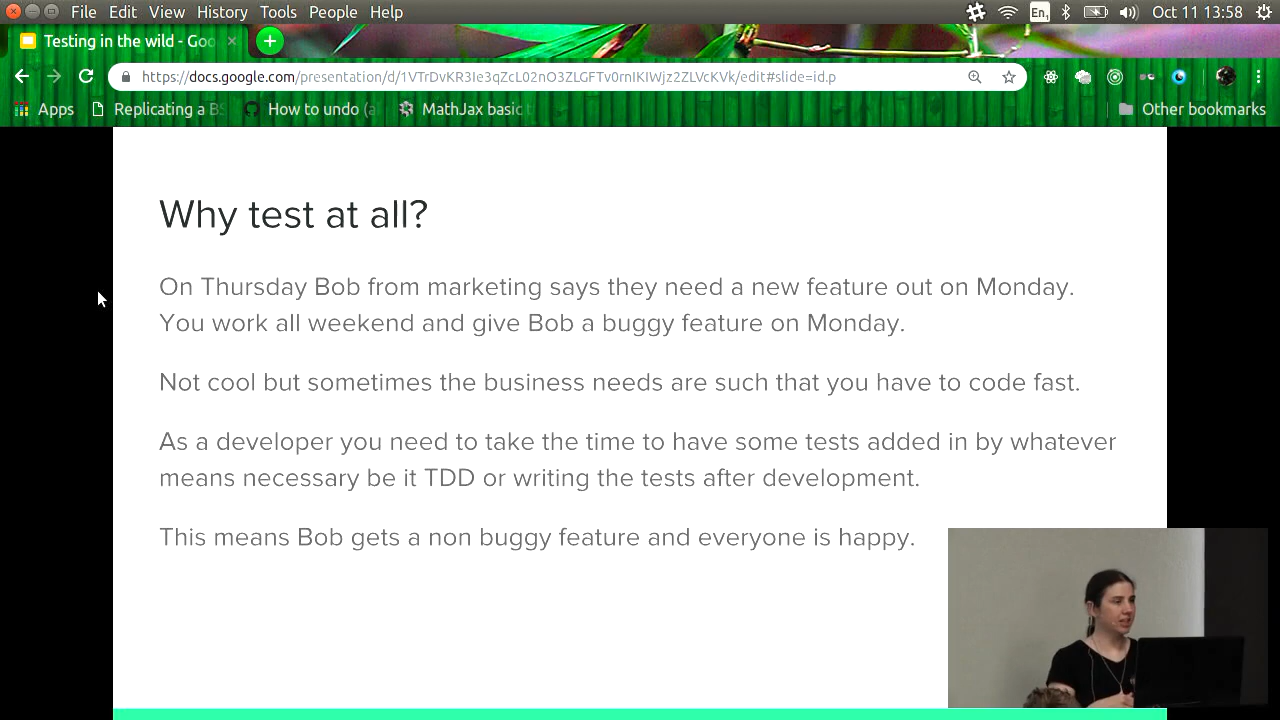 File Edit View History Tools People Help
En1 Oct 11 13:58
Testing in the wild - Goo
https://docs.google.com/presentation/d/1VTrDvKR3Ie3qZcL02nO3ZLGFTv0rnIKIWjz2ZLVcKVk/edit#slide=id.p
Apps Replicating a BS How to undo (a MathJax basic t Other bookmarks
Why test at all?
On Thursday Bob from marketing says they need a new feature out on Monday.
You work all weekend and give Bob a buggy feature on Monday.
Not cool but sometimes the business needs are such that you have to code fast.
As a developer you need to take the time to have some tests added in by whatever
means necessary be it TDD or writing the tests after development.
This means Bob gets a non buggy feature and everyone is happy.